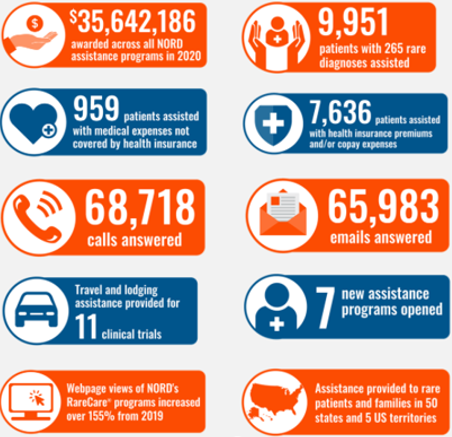 $35,642,186
awarded across all NORD
assistance programs in 2020
9,951
patients with 265 rare
diagnoses assisted
959 patients assisted
with medical expenses not
covered by health insurance
7,636 patients assisted
with health insurance premiums
and/or copay expenses
68,718
calls answered
65,983
emails answered
Travel and lodging
assistance provided for
11 clinical trials
7 new assistance
programs opened
Webpage views of NORD's
RareCare® programs increased
over 155% from 2019
Assistance provided to rare
patients and families in 50
states and 5 US territories